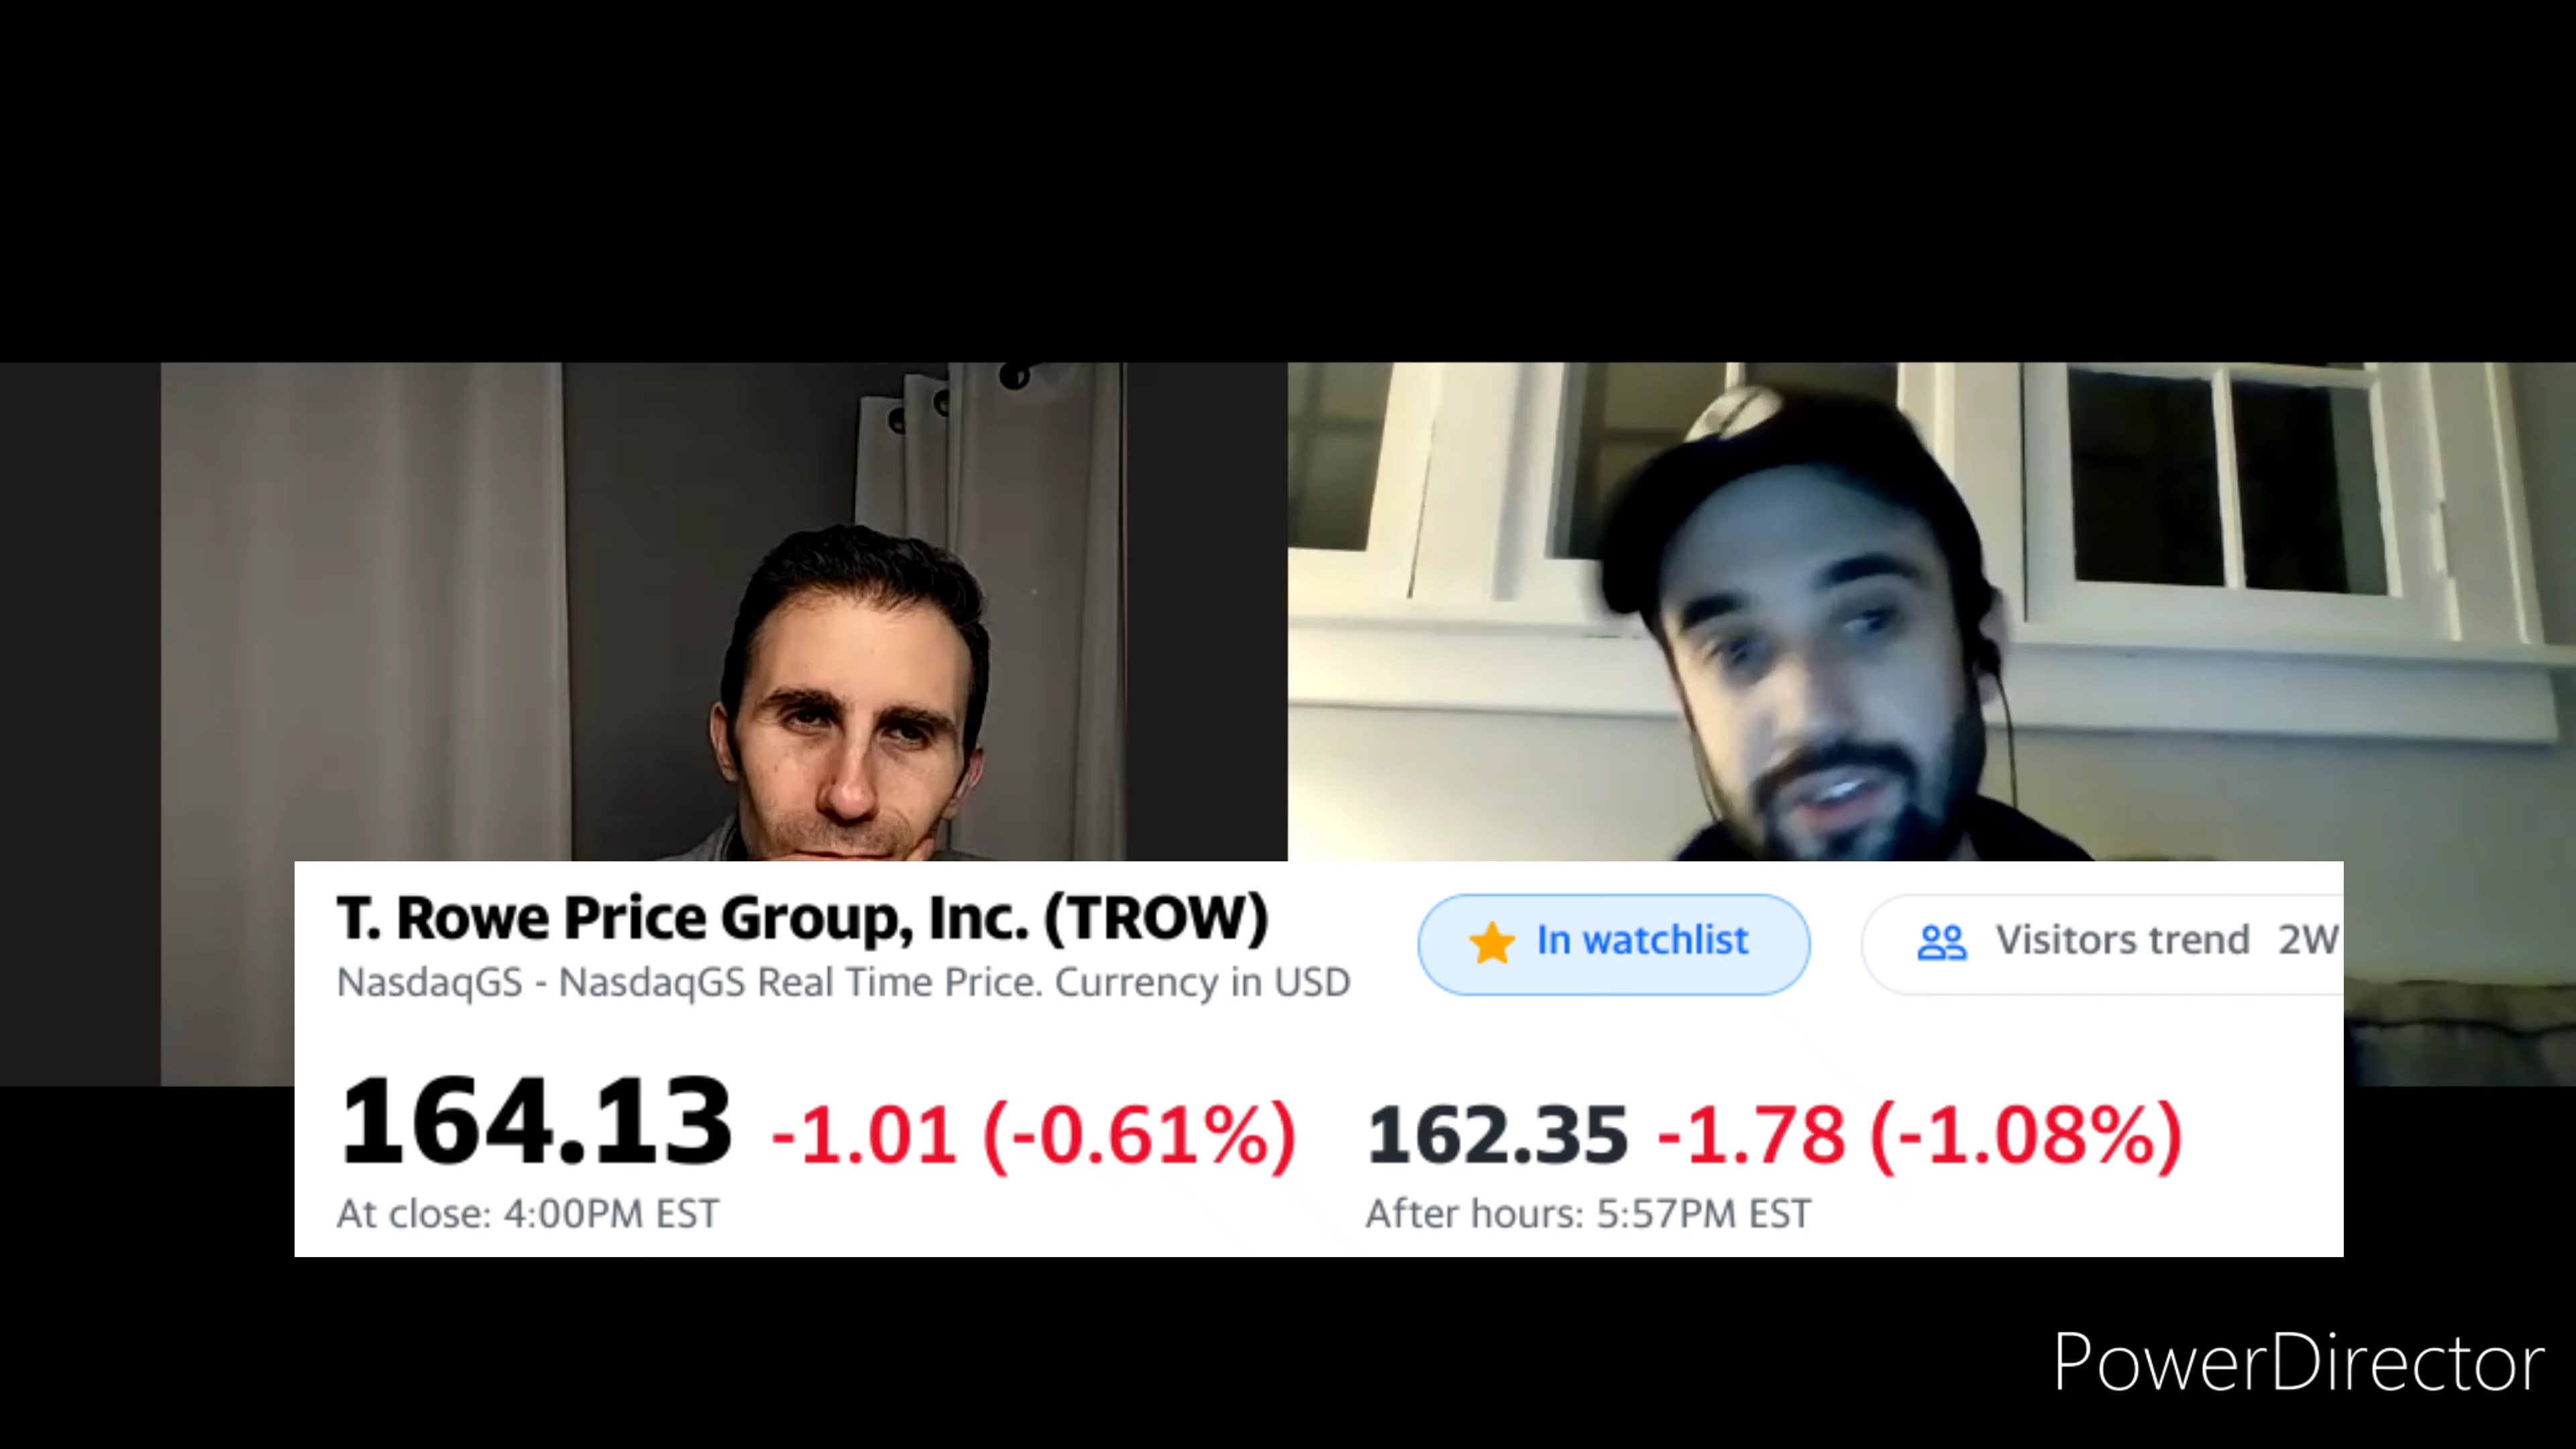 T. Rowe Price Group, Inc. (TROW)
In watchlist
Visitors trend 2W
NasdaqGS - NasdaqGS Real Time Price. Currency in USD
164.13 -1.01 (-0.61%) 162.35 -1.78 (-1.08%)
At close: 4:00PM EST
After hours: 5:57PM EST
PowerDirector